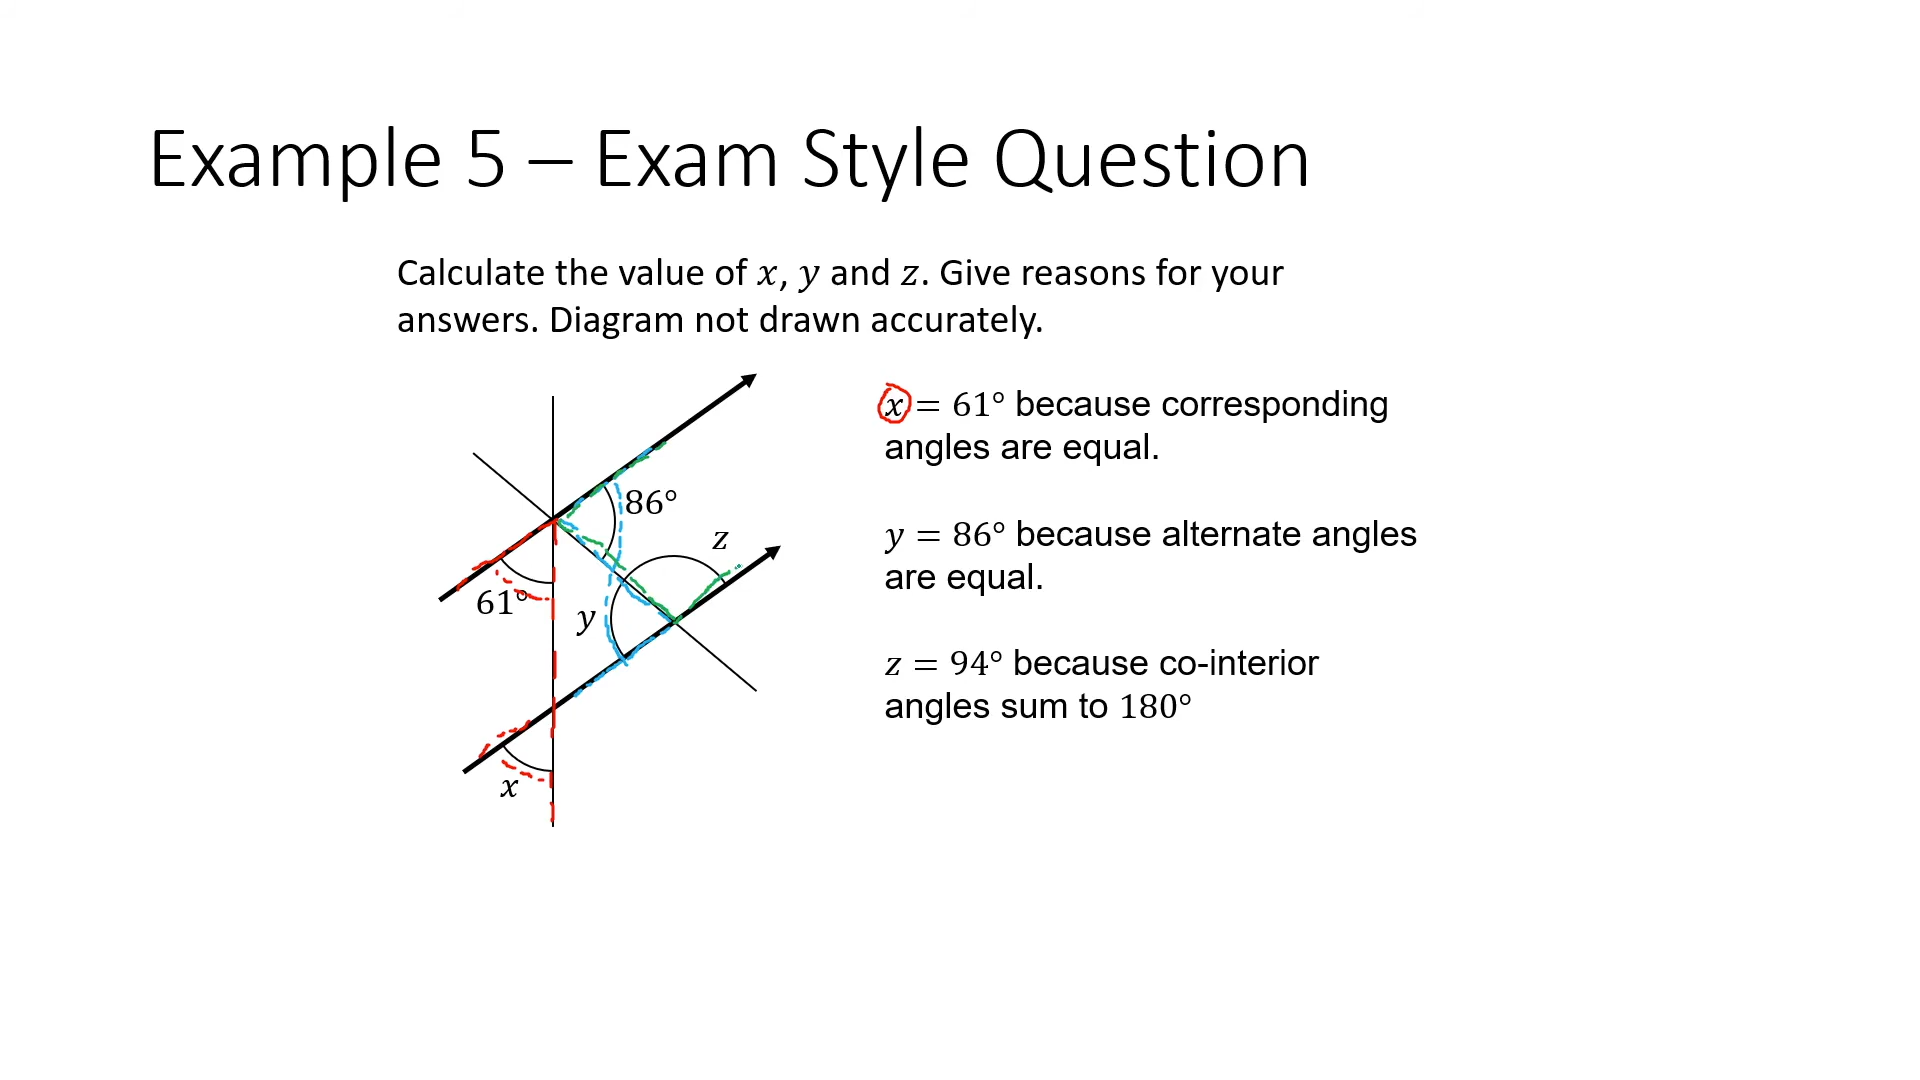 Example 5 – Exam Style Question
Calculate the value of x, y and z. Give reasons for your
answers. Diagram not drawn accurately.
86°
z
61°
y
x
x = 61° because corresponding
angles are equal.
y = 86° because alternate angles
are equal.
z = 94° because co-interior
angles sum to 180°